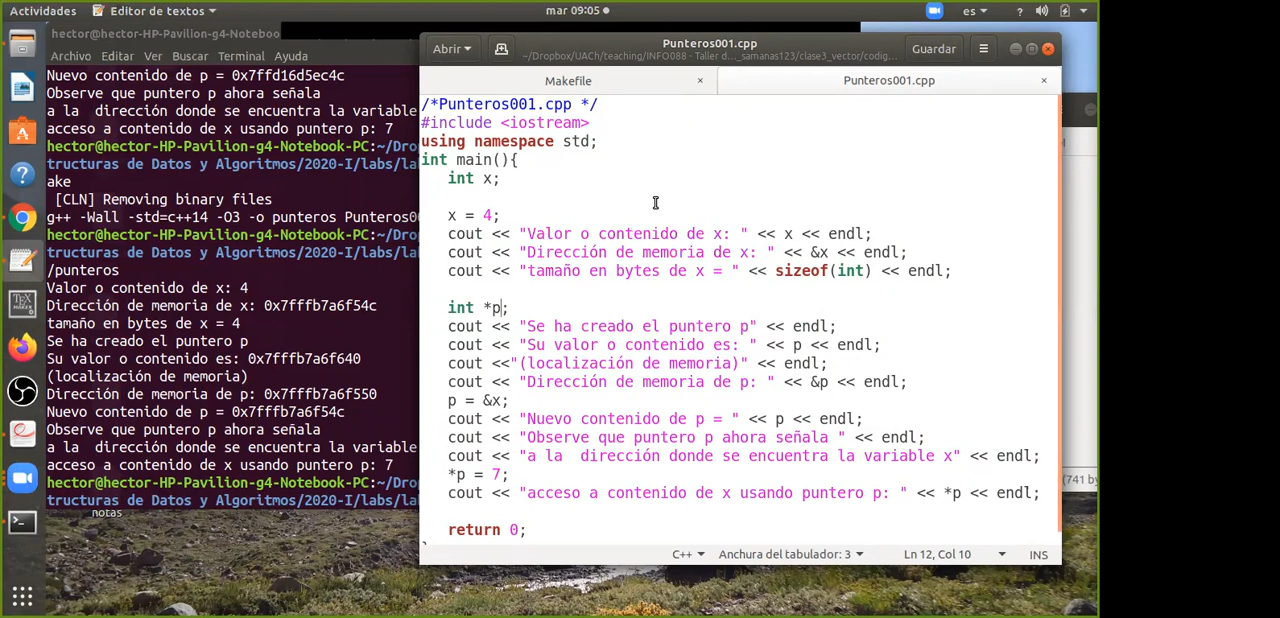 Actividades Editor de textos mar 09:05 es
hector@hector-HP-Pavilion-g4-Notebo
Archivo Editar Ver Buscar Terminal Ayuda
Nuevo contenido de p = 0x7ffd16d5ec4c
Observe que puntero p ahora señala
a la  dirección donde se encuentra la variable
acceso a contenido de x usando puntero p: 7
hector@hector-HP-Pavilion-g4-Notebook-PC:~/Dro
tructuras de Datos y Algoritmos/2020-I/labs/la
ake
 [CLN] Removing binary files
g++ -Wall -std=c++14 -O3 -o punteros Punteros0
hector@hector-HP-Pavilion-g4-Notebook-PC:~/Dro
tructuras de Datos y Algoritmos/2020-I/labs/la
/punteros
Valor o contenido de x: 4
Dirección de memoria de x: 0x7fffb7a6f54c
tamaño en bytes de x = 4
Se ha creado el puntero p
Su valor o contenido es: 0x7fffb7a6f640
(localización de memoria)
Dirección de memoria de p: 0x7fffb7a6f550
Nuevo contenido de p = 0x7fffb7a6f54c
Observe que puntero p ahora señala
a la  dirección donde se encuentra la variable
acceso a contenido de x usando puntero p: 7
hector@hector-HP-Pavilion-g4-Notebook-PC:~/Dro
tructuras de Datos y Algoritmos/2020-I/labs/la
notas
Abrir Punteros001.cpp Guardar
~/Dropbox/UACh/teaching/INFO088 - Taller d..._samanas123/clase3_vector/codig...
Makefile × Punteros001.cpp ×
/*Punteros001.cpp */
#include <iostream>
using namespace std;
int main(){
   int x;
   x = 4;
   cout << "Valor o contenido de x: " << x << endl;
   cout << "Dirección de memoria de x: " << &x << endl;
   cout << "tamaño en bytes de x = " << sizeof(int) << endl;
   int *p;
   cout << "Se ha creado el puntero p" << endl;
   cout << "Su valor o contenido es: " << p << endl;
   cout <<"(localización de memoria)" << endl;
   cout << "Dirección de memoria de p: " << &p << endl;
   p = &x;
   cout << "Nuevo contenido de p = " << p << endl;
   cout << "Observe que puntero p ahora señala " << endl;
   cout << "a la  dirección donde se encuentra la variable x" << endl;
   *p = 7;
   cout << "acceso a contenido de x usando puntero p: " << *p << endl;
   return 0;
C++ Anchura del tabulador: 3 Ln 12, Col 10 INS
(741 by